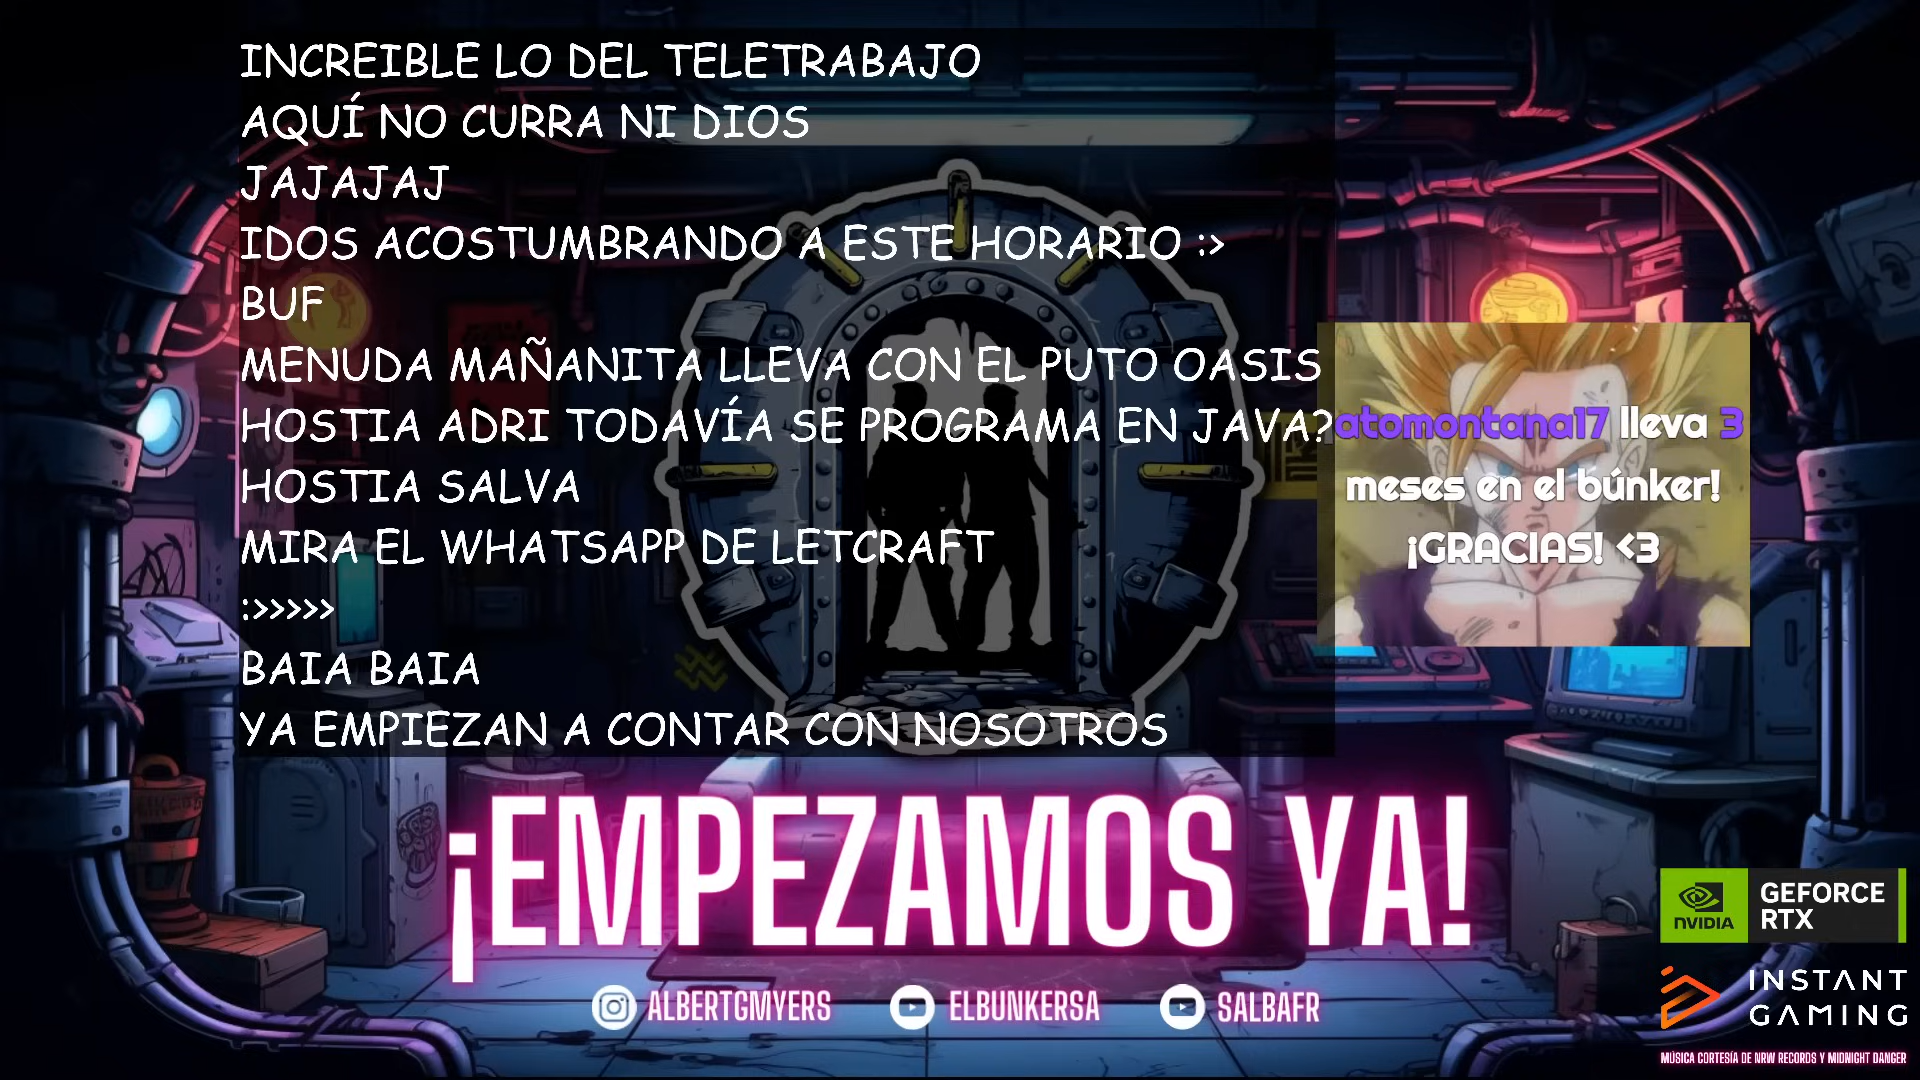 INCREIBLE LO DEL TELETRABAJO
AQUÍ NO CURRA NI DIOS
JAJAJAJ
IDOS ACOSTUMBRANDO A ESTE HORARIO :>
BUF
MENUDA MAÑANITA LLEVA CON EL PUTO OASIS
HOSTIA ADRI TODAVÍA SE PROGRAMA EN JAVA?
HOSTIA SALVA
MIRA EL WHATSAPP DE LETCRAFT
:>>>>>
BAIA BAIA
YA EMPIEZAN A CONTAR CON NOSOTROS
atomontana17 lleva 3
meses en el búnker!
¡GRACIAS! <3
¡EMPEZAMOS YA!
ALBERTGMYERS ELBUNKERSA SALBAFR
NVIDIA GEFORCE RTX
INSTANT GAMING
MÚSICA CORTESÍA DE NRW RECORDS Y MIDNIGHT DANGER